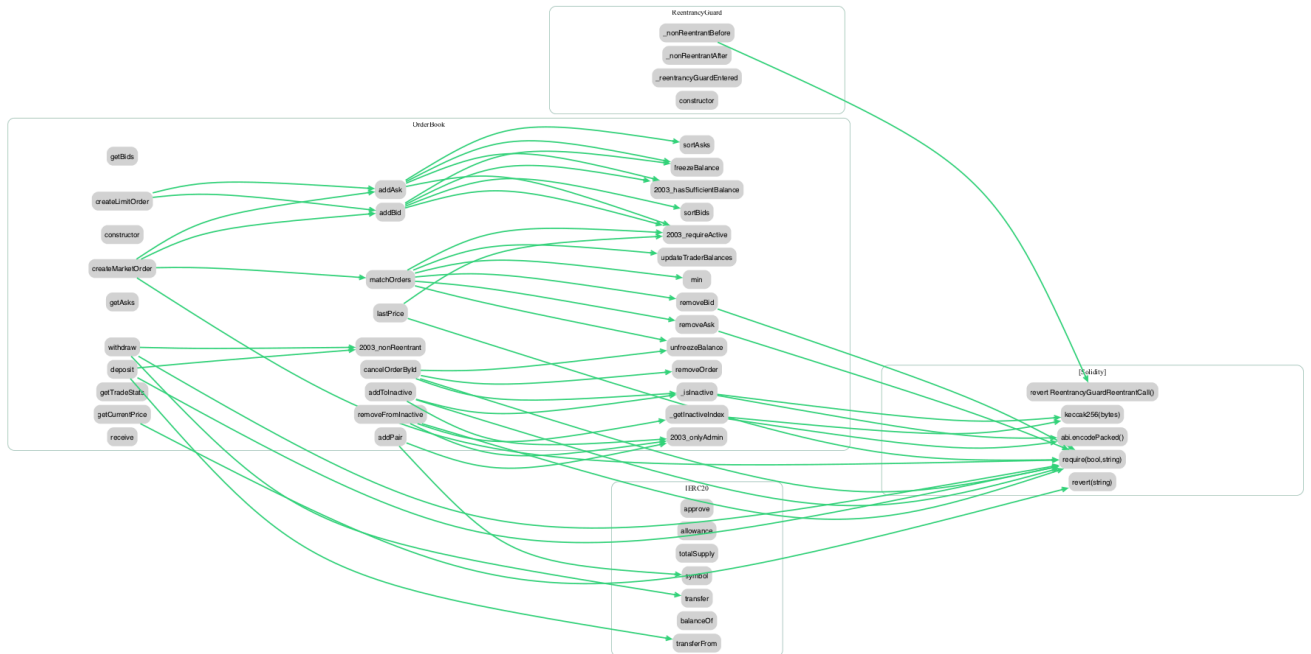 ReentrancyGuard
_nonReentrantBefore
_nonReentrantAfter
_reentrancyGuardEntered
constructor
OrderBook
getBids
createLimitOrder
constructor
createMarketOrder
getAsks
withdraw
deposit
getTradeStats
getCurrentPrice
receive
addAsk
addBid
matchOrders
lastPrice
2003_nonReentrant
cancelOrderById
addToInactive
removeFromInactive
addPair
sortAsks
freezeBalance
2003_hasSufficientBalance
sortBids
2003_requireActive
updateTraderBalances
min
removeBid
removeAsk
unfreezeBalance
removeOrder
_isInactive
_getInactiveIndex
2003_onlyAdmin
[Solidity]
revert ReentrancyGuardReentrantCall()
keccak256(bytes)
abi.encodePacked()
require(bool,string)
revert(string)
IERC20
approve
allowance
totalSupply
symbol
transfer
balanceOf
transferFrom